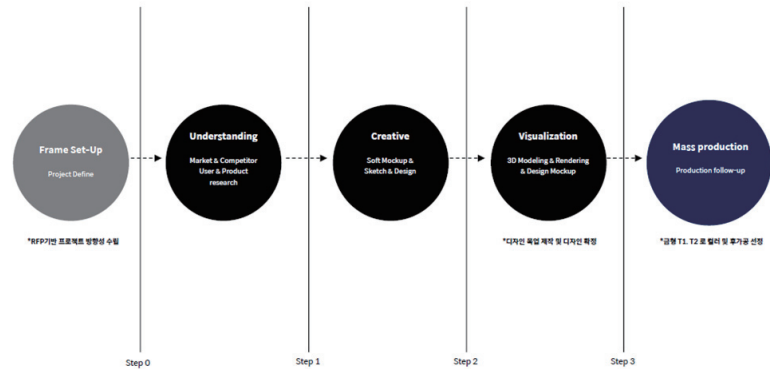 Frame Set-Up
Project Define
*RFP기반 프로젝트 방향성 수립
Understanding
Market & Competitor
User & Product
research
Creative
Soft Mockup &
Sketch & Design
Visualization
3D Modeling & Rendering
& Design Mockup
*디자인 목업 제작 및 디자인 확정
Mass production
Production follow-up
*금형 T1. T2 로 컬러 및 후가공 선정
Step 0
Step 1
Step 2
Step 3